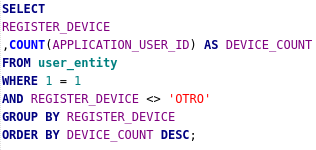 SELECT
REGISTER_DEVICE
,COUNT(APPLICATION_USER_ID) AS DEVICE_COUNT
FROM user_entity
WHERE 1 = 1
AND REGISTER_DEVICE <> 'OTRO'
GROUP BY REGISTER_DEVICE
ORDER BY DEVICE_COUNT DESC;